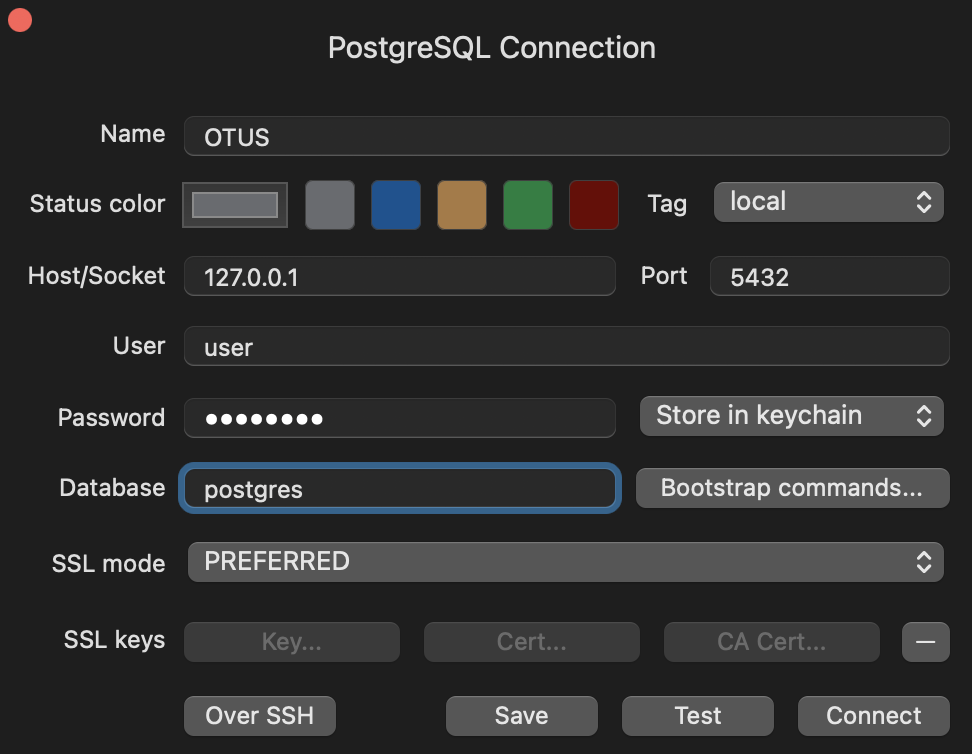 PostgreSQL Connection
Name OTUS
Status color Tag local
Host/Socket 127.0.0.1 Port 5432
User user
Password ●●●●●●●● Store in keychain
Database postgres Bootstrap commands...
SSL mode PREFERRED
SSL keys Key... Cert... CA Cert...
Over SSH Save Test Connect